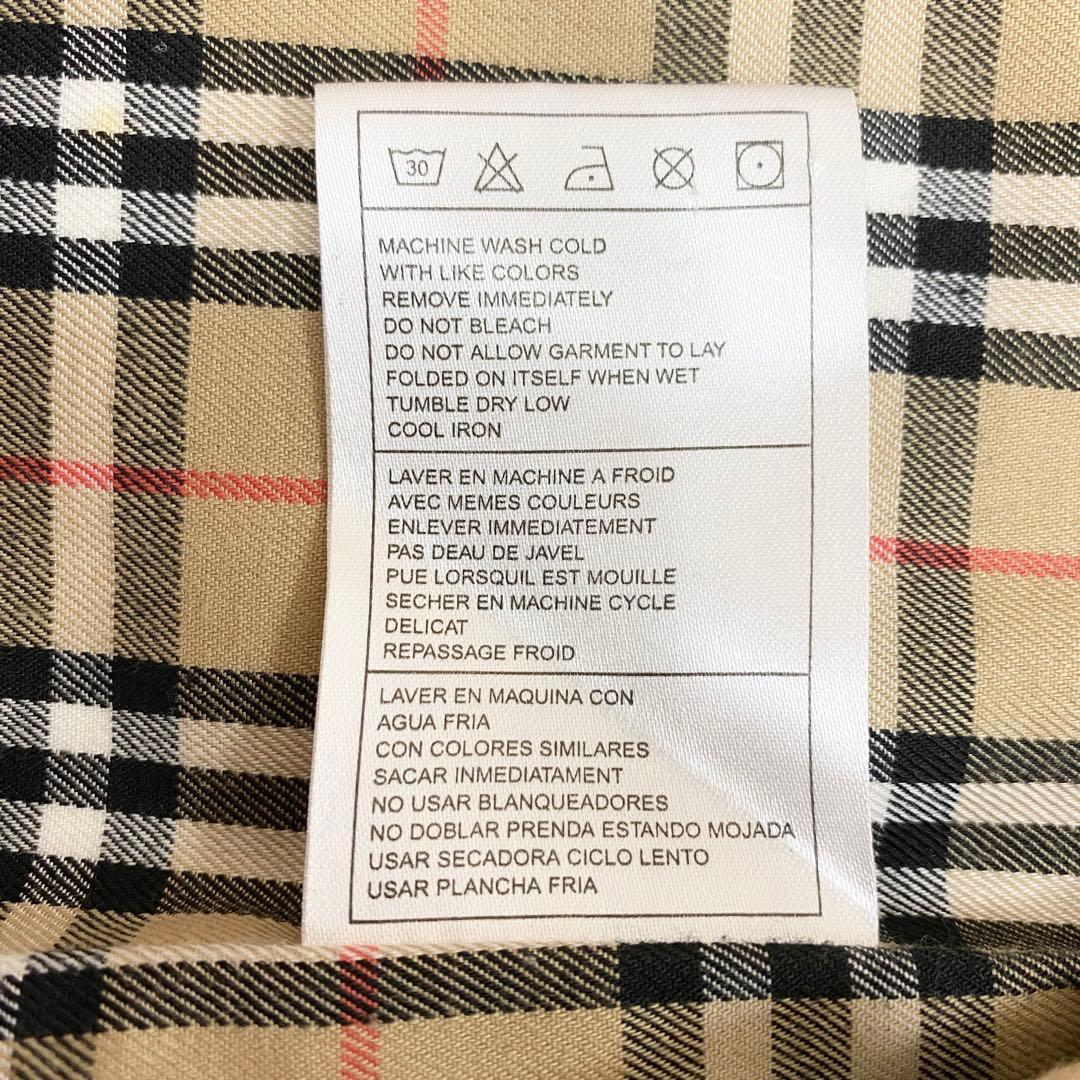 30
MACHINE WASH COLD
WITH LIKE COLORS
REMOVE IMMEDIATELY
DO NOT BLEACH
DO NOT ALLOW GARMENT TO LAY
FOLDED ON ITSELF WHEN WET
TUMBLE DRY LOW
COOL IRON
LAVER EN MACHINE A FROID
AVEC MEMES COULEURS
ENLEVER IMMEDIATEMENT
PAS DEAU DE JAVEL
PUE LORSQUIL EST MOUILLE
SECHER EN MACHINE CYCLE
DELICAT
REPASSAGE FROID
LAVER EN MAQUINA CON
AGUA FRIA
CON COLORES SIMILARES
SACAR INMEDIATAMENT
NO USAR BLANQUEADORES
NO DOBLAR PRENDA ESTANDO MOJADA
USAR SECADORA CICLO LENTO
USAR PLANCHA FRIA